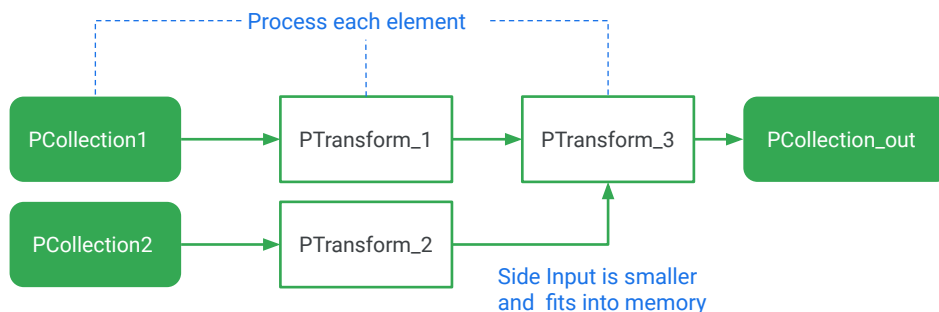 Process each element
PCollection1
PTransform_1
PTransform_3
PCollection_out
PCollection2
PTransform_2
Side Input is smaller
and fits into memory